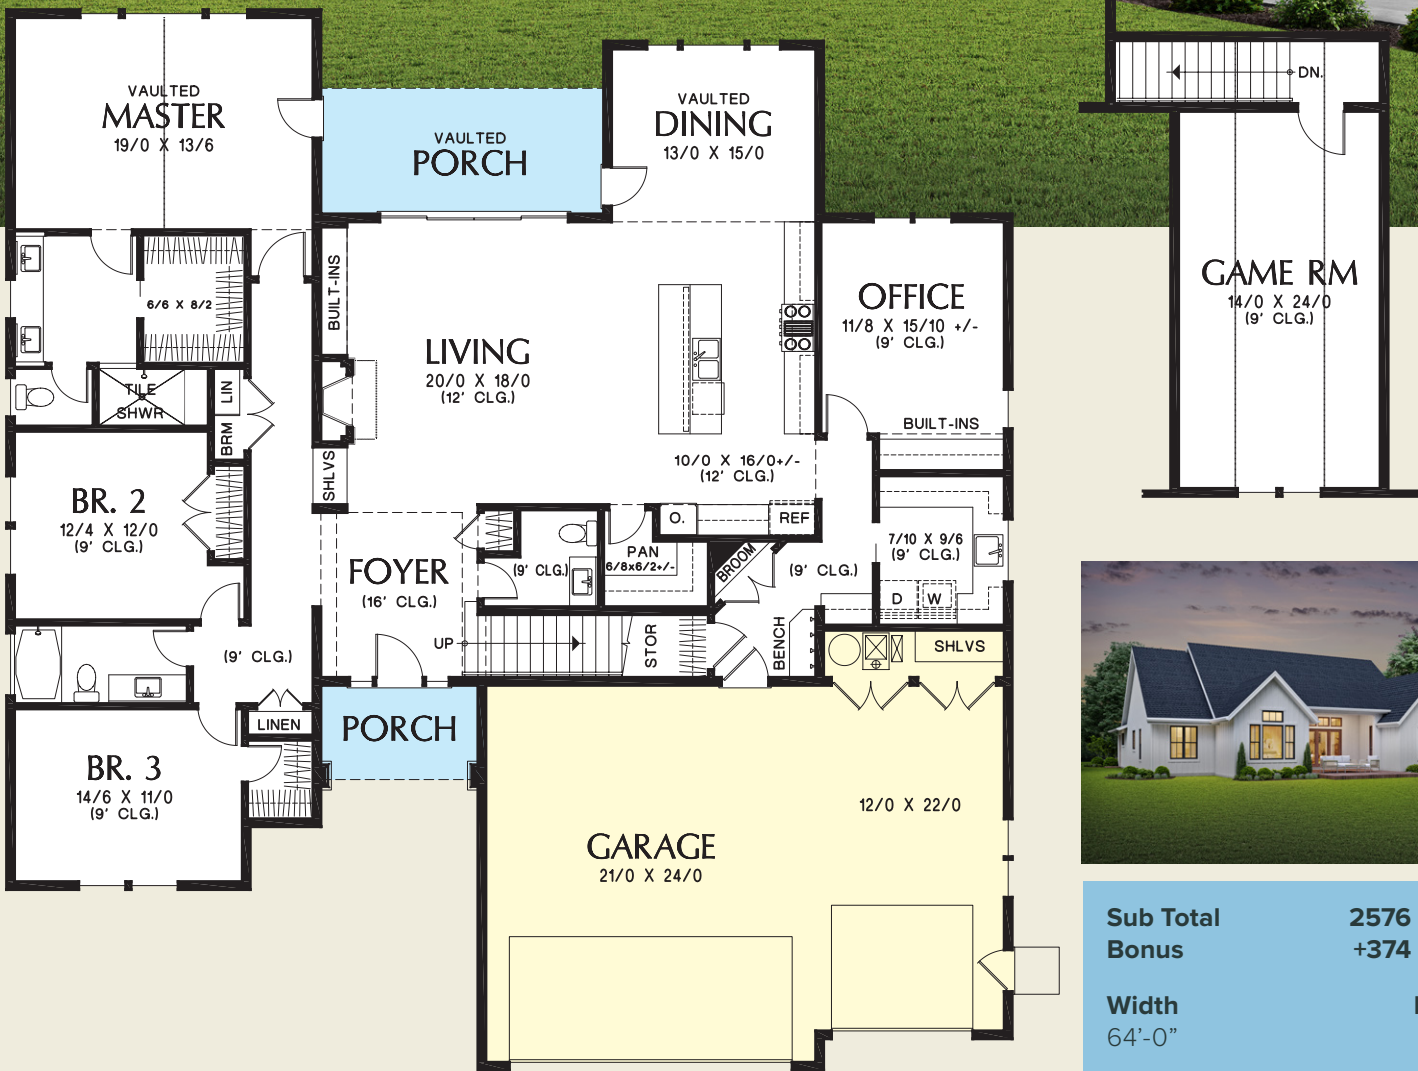 VAULTED
MASTER
19/0 X 13/6
VAULTED
PORCH
VAULTED
DINING
13/0 X 15/0
DN.
GAME RM
14/0 X 24/0
(9' CLG.)
6/6 X 8/2
BUILT-INS
LIVING
20/0 X 18/0
(12' CLG.)
OFFICE
11/8 X 15/10 +/-
(9' CLG.)
BUILT-INS
TILE
SHWR
LIN
BRM
SHLVS
10/0 X 16/0+/-
(12' CLG.)
BR. 2
12/4 X 12/0
(9' CLG.)
O.
REF
FOYER
(16' CLG.)
(9' CLG.)
PAN
6/8x6/2+/-
BROOM
(9' CLG.)
7/10 X 9/6
(9' CLG.)
D
W
UP
STOR
BENCH
SHLVS
(9' CLG.)
LINEN
PORCH
BR. 3
14/6 X 11/0
(9' CLG.)
12/0 X 22/0
GARAGE
21/0 X 24/0
Sub Total 2576
Bonus +374
Width
64'-0”